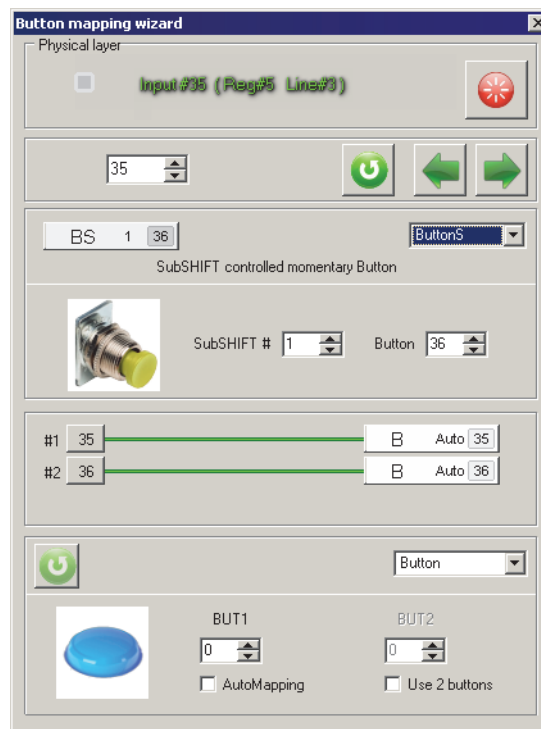 Button mapping wizard
Physical layer
Input #35 (Reg#5 Line#3)
35
BS 1 36 ButtonS
SubSHIFT controlled momentary Button
SubSHIFT # 1 Button 36
#1 35 B Auto 35
#2 36 B Auto 36
Button
BUT1 BUT2
0 0
AutoMapping Use 2 buttons